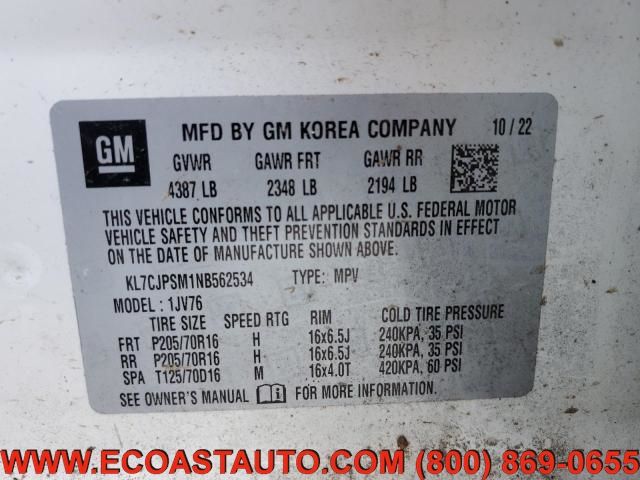 GM
MFD BY GM KOREA COMPANY 10 / 22
GVWR GAWR FRT GAWR RR
4387 LB 2348 LB 2194 LB
THIS VEHICLE CONFORMS TO ALL APPLICABLE U.S. FEDERAL MOTOR
VEHICLE SAFETY AND THEFT PREVENTION STANDARDS IN EFFECT
ON THE DATE OF MANUFACTURE SHOWN ABOVE.
KL7CJPSM1NB562534 TYPE: MPV
MODEL : 1JV76
TIRE SIZE SPEED RTG RIM COLD TIRE PRESSURE
FRT P205/70R16 H 16x6.5J 240KPA, 35 PSI
RR P205/70R16 H 16x6.5J 240KPA, 35 PSI
SPA T125/70D16 M 16x4.0T 420KPA, 60 PSI
SEE OWNER'S MANUAL FOR MORE INFORMATION.
WWW.ECOASTAUTO.COM (800) 869-0655